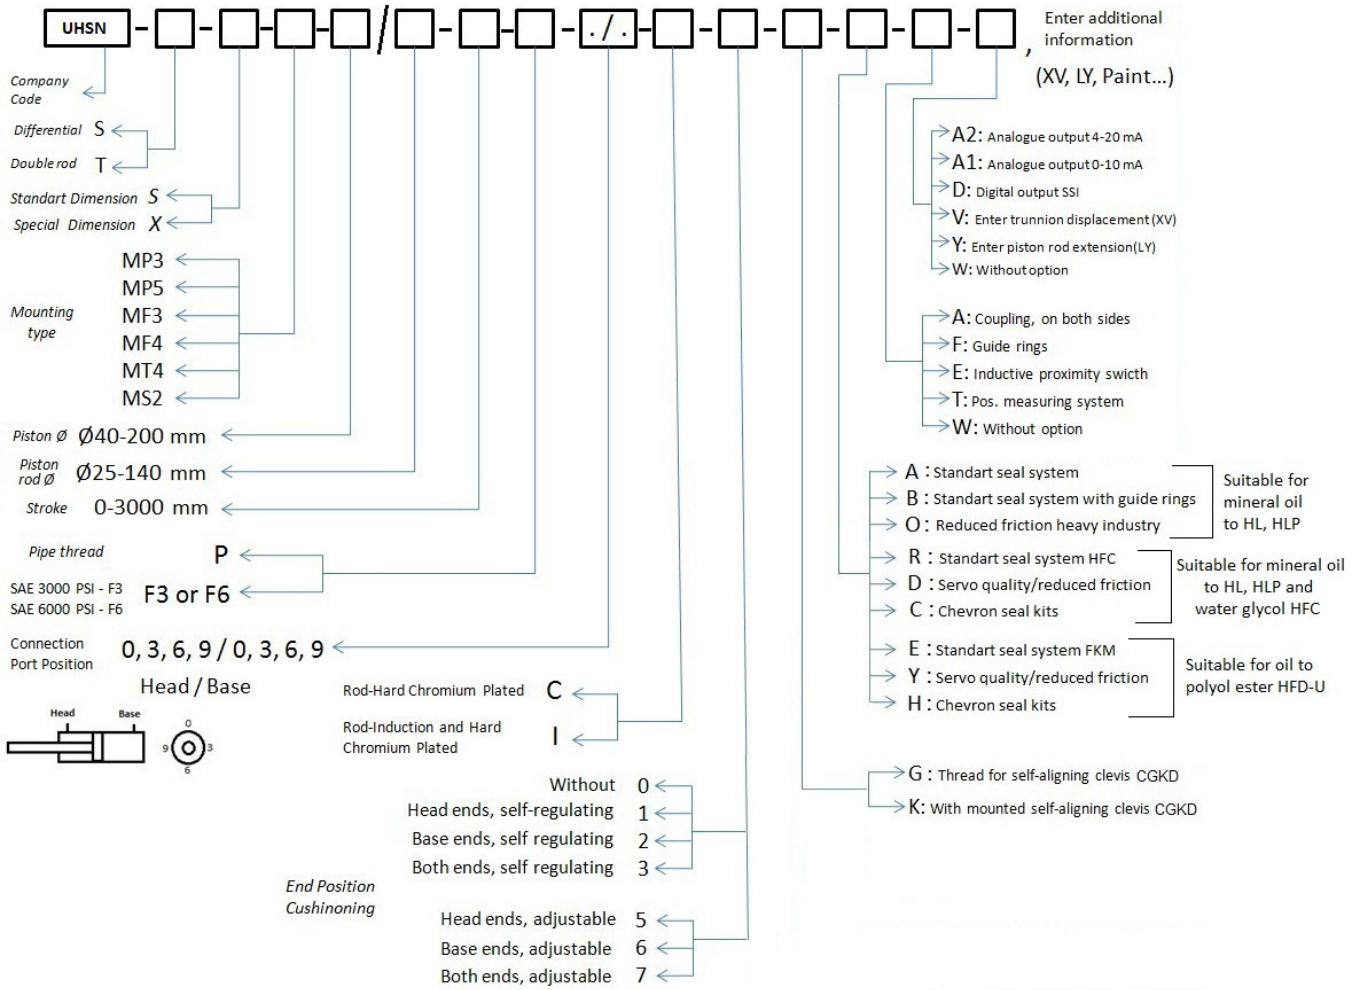 UHSN - - - - / - - - ./. - - - - - - ,
Enter additional
information
(XV, LY, Paint...)
Company
Code
Differential S
Double rod T
Standart Dimension S
Special Dimension X
Mounting
type
MP3
MP5
MF3
MF4
MT4
MS2
Piston Ø Ø40-200 mm
Piston
rod Ø
Ø25-140 mm
Stroke 0-3000 mm
Pipe thread P
SAE 3000 PSI - F3
SAE 6000 PSI - F6
F3 or F6
Connection
Port Position
0, 3, 6, 9 / 0, 3, 6, 9
Head / Base
Head
Base
0
9
3
6
Rod-Hard Chromium Plated C
Rod-Induction and Hard
Chromium Plated
I
Without 0
Head ends, self-regulating 1
Base ends, self regulating 2
Both ends, self regulating 3
End Position
Cushinoning
Head ends, adjustable 5
Base ends, adjustable 6
Both ends, adjustable 7
A2: Analogue output 4-20 mA
A1: Analogue output 0-10 mA
D: Digital output SSI
V: Enter trunnion displacement (XV)
Y: Enter piston rod extension(LY)
W: Without option
A: Coupling, on both sides
F: Guide rings
E: Inductive proximity swicth
T: Pos. measuring system
W: Without option
A : Standart seal system
B : Standart seal system with guide rings
O : Reduced friction heavy industry
Suitable for
mineral oil
to HL, HLP
R : Standart seal system HFC
D : Servo quality/reduced friction
C : Chevron seal kits
Suitable for mineral oil
to HL, HLP and
water glycol HFC
E : Standart seal system FKM
Y : Servo quality/reduced friction
H : Chevron seal kits
Suitable for oil to
polyol ester HFD-U
G : Thread for self-aligning clevis CGKD
K: With mounted self-aligning clevis CGKD